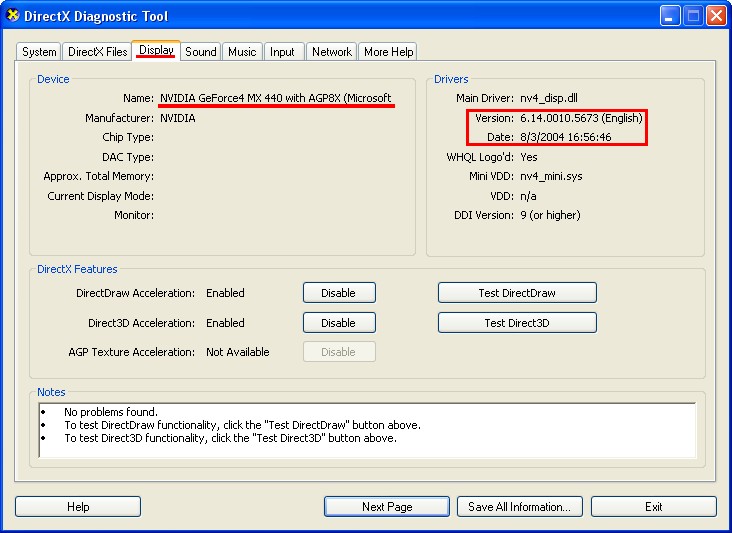 DirectX Diagnostic Tool
System DirectX Files Display Sound Music Input Network More Help
Device
Name: NVIDIA GeForce4 MX 440 with AGP8X (Microsoft
Manufacturer: NVIDIA
Chip Type:
DAC Type:
Approx. Total Memory:
Current Display Mode:
Monitor:
Drivers
Main Driver: nv4_disp.dll
Version: 6.14.0010.5673 (English)
Date: 8/3/2004 16:56:46
WHQL Logo'd: Yes
Mini VDD: nv4_mini.sys
VDD: n/a
DDI Version: 9 (or higher)
DirectX Features
DirectDraw Acceleration: Enabled Disable Test DirectDraw
Direct3D Acceleration: Enabled Disable Test Direct3D
AGP Texture Acceleration: Not Available Disable
Notes
• No problems found.
• To test DirectDraw functionality, click the "Test DirectDraw" button above.
• To test Direct3D functionality, click the "Test Direct3D" button above.
Help Next Page Save All Information... Exit